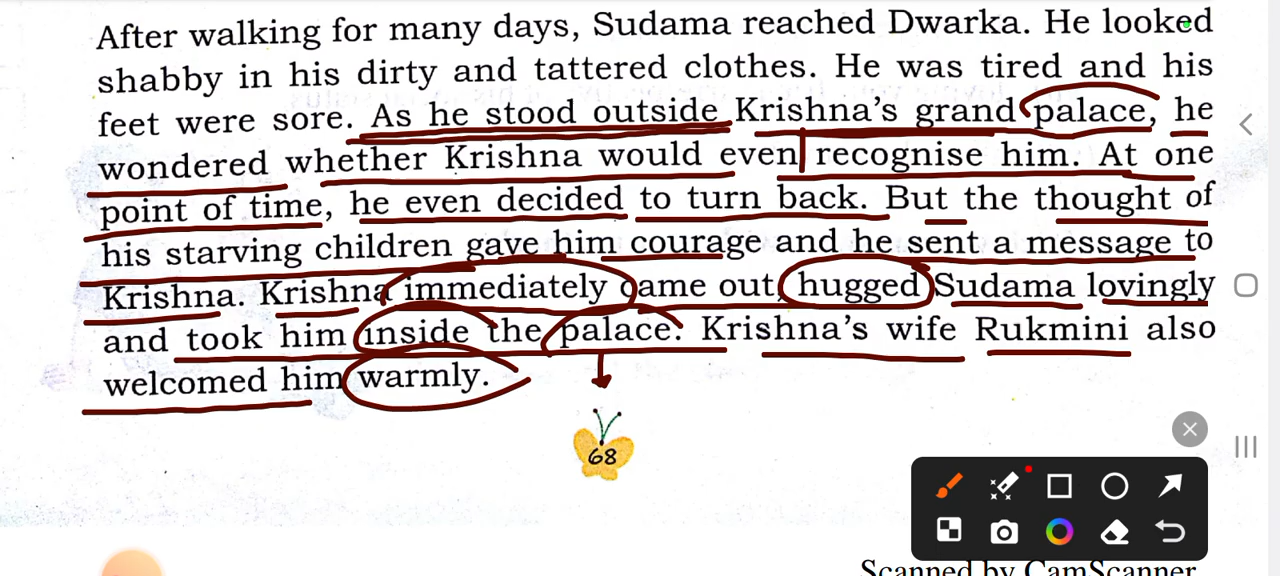 After walking for many days, Sudama reached Dwarka. He looked
shabby in his dirty and tattered clothes. He was tired and his
feet were sore. As he stood outside Krishna's grand palace, he
wondered whether Krishna would even recognise him. At one
point of time, he even decided to turn back. But the thought of
his starving children gave him courage and he sent a message to
Krishna. Krishna immediately came out, hugged Sudama lovingly
and took him inside the palace. Krishna's wife Rukmini also
welcomed him warmly.
68
Scanned by CamScanner